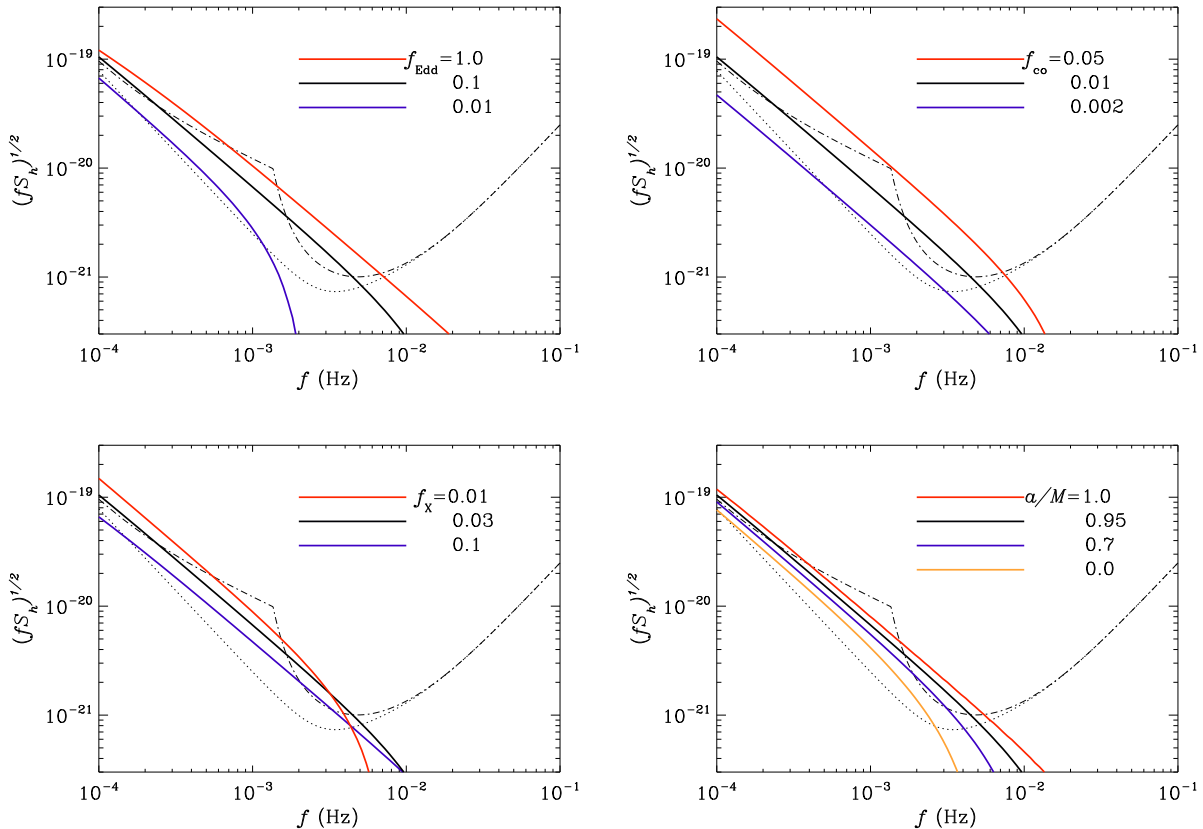 10⁻¹⁹
10⁻²⁰
10⁻²¹
(fSₕ)^1/2
f_Edd=1.0
0.1
0.01
10⁻⁴ 10⁻³ 10⁻² 10⁻¹
f (Hz)
10⁻¹⁹
10⁻²⁰
10⁻²¹
(fSₕ)^1/2
f_co=0.05
0.01
0.002
10⁻⁴ 10⁻³ 10⁻² 10⁻¹
f (Hz)
10⁻¹⁹
10⁻²⁰
10⁻²¹
(fSₕ)^1/2
f_X=0.01
0.03
0.1
10⁻⁴ 10⁻³ 10⁻² 10⁻¹
f (Hz)
10⁻¹⁹
10⁻²⁰
10⁻²¹
(fSₕ)^1/2
a/M=1.0
0.95
0.7
0.0
10⁻⁴ 10⁻³ 10⁻² 10⁻¹
f (Hz)